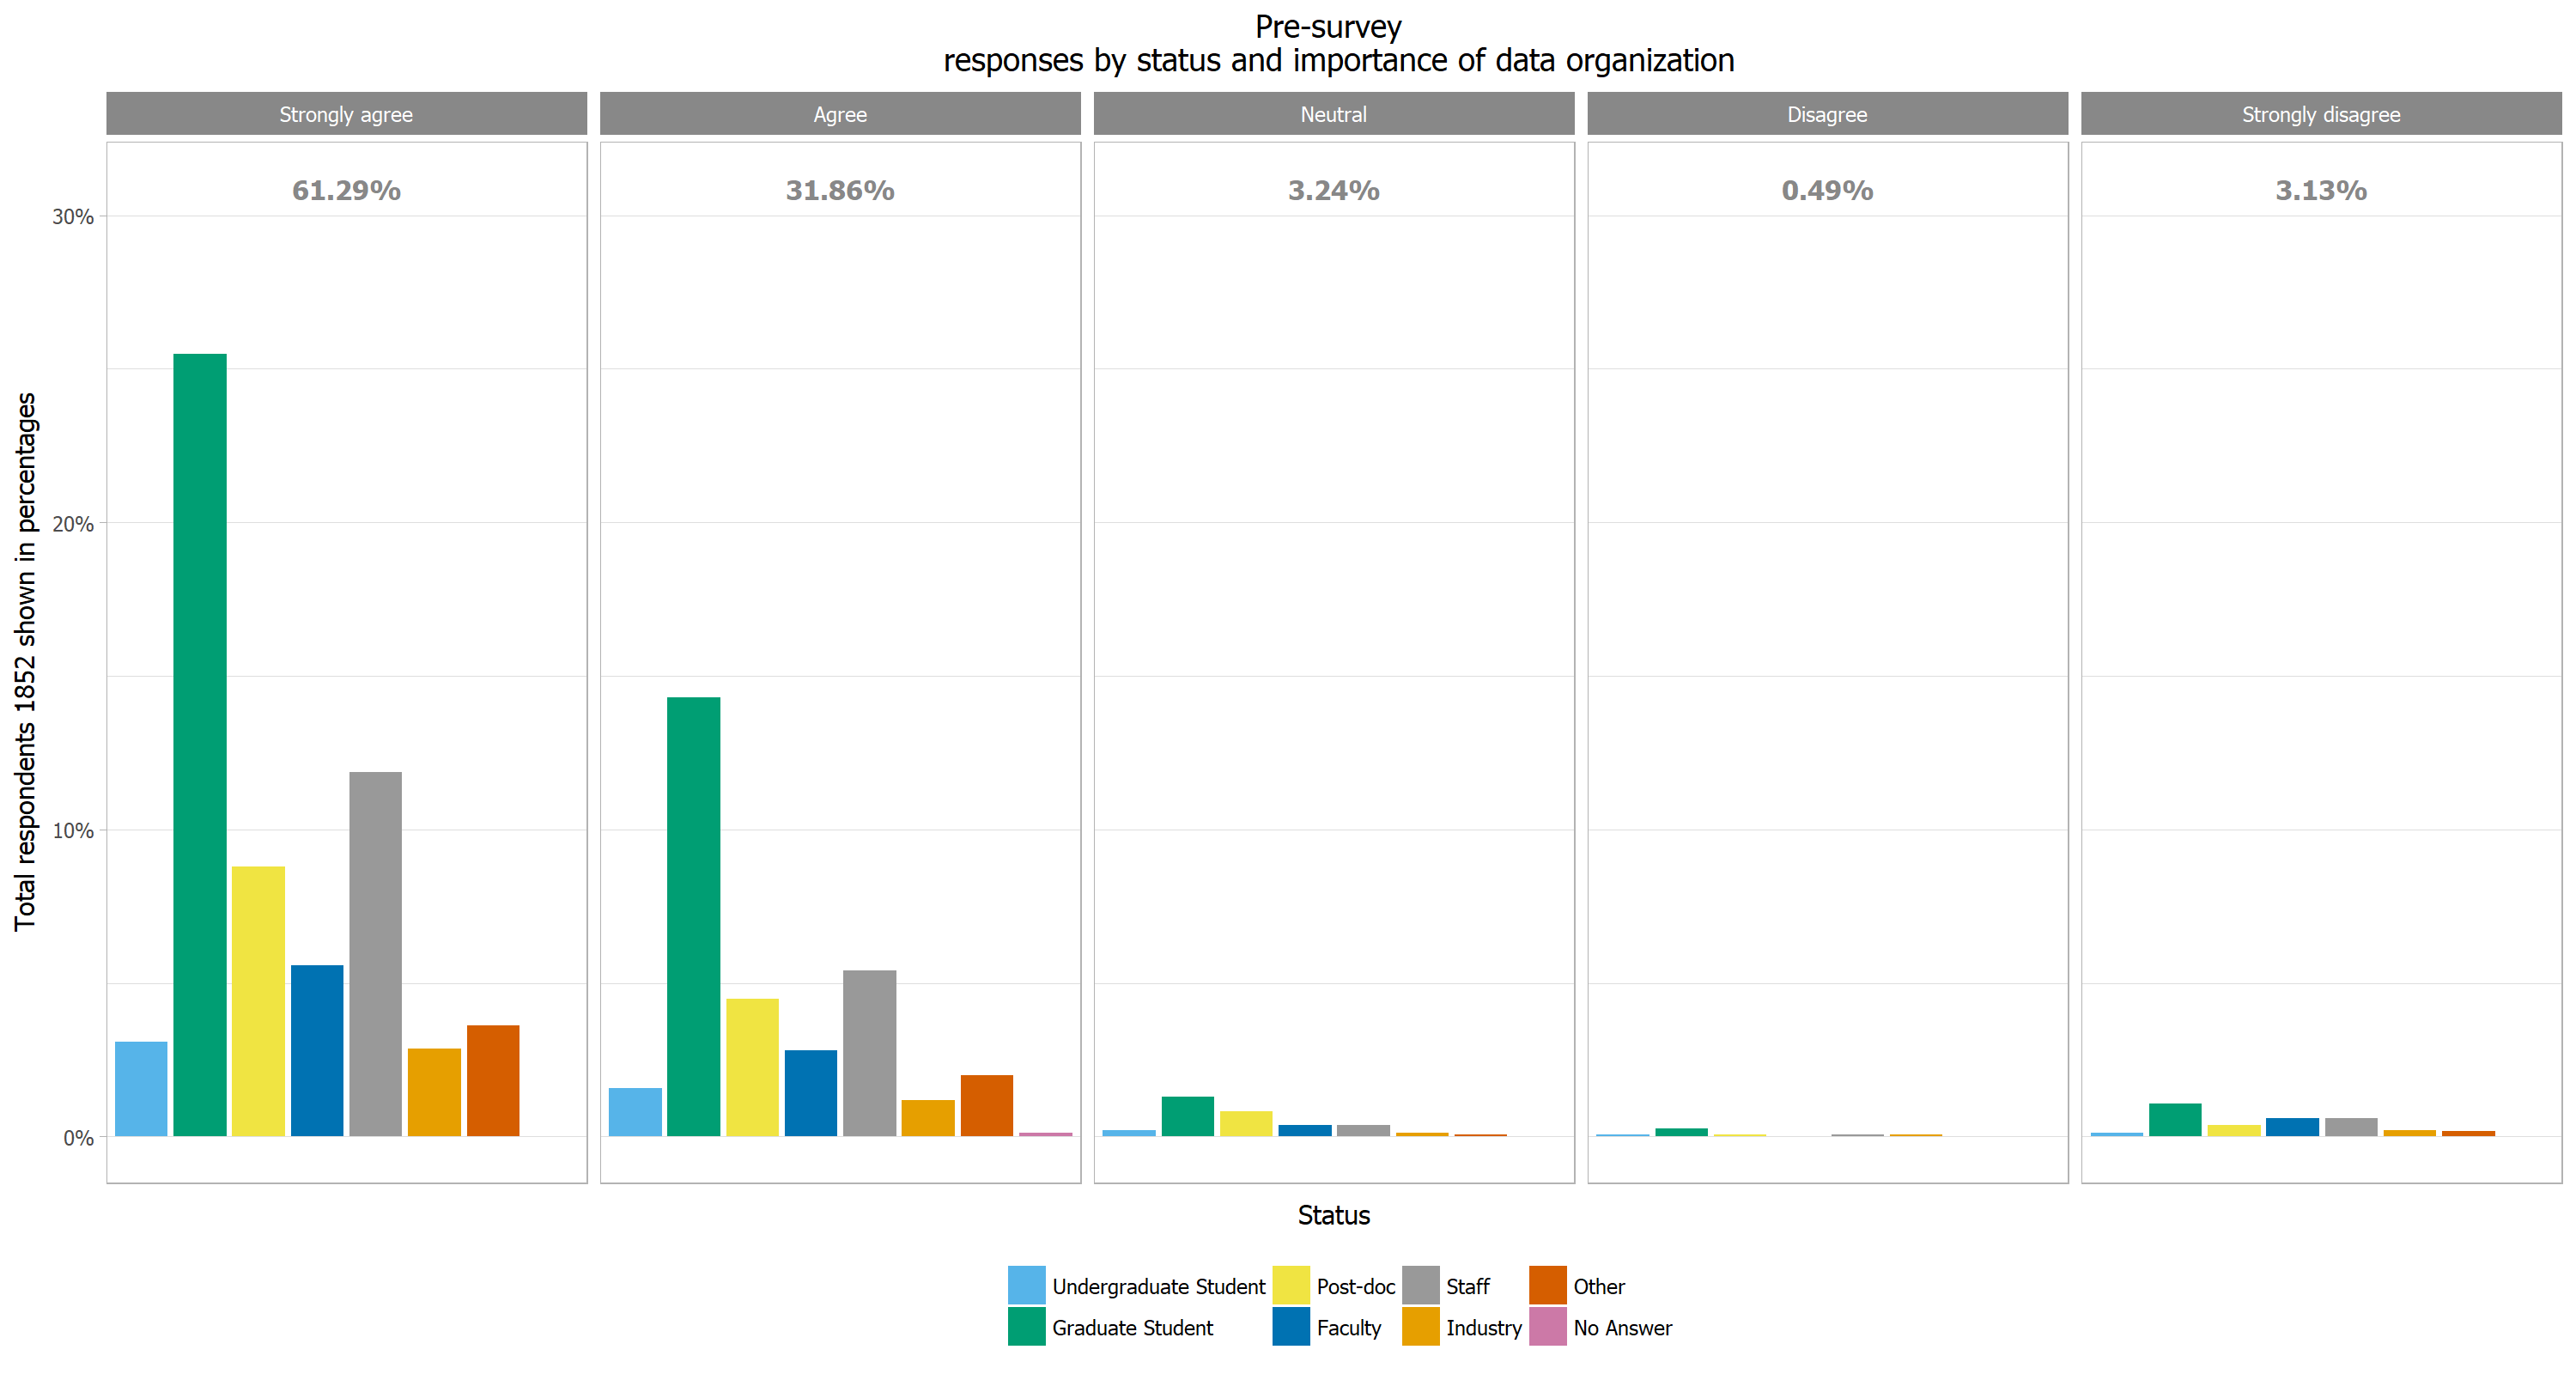 Pre-survey
responses by status and importance of data organization
Strongly agree
Agree
Neutral
Disagree
Strongly disagree
61.29%
31.86%
3.24%
0.49%
3.13%
30%
20%
10%
0%
Total respondents 1852 shown in percentages
Status
Undergraduate Student
Post-doc
Staff
Other
Graduate Student
Faculty
Industry
No Answer